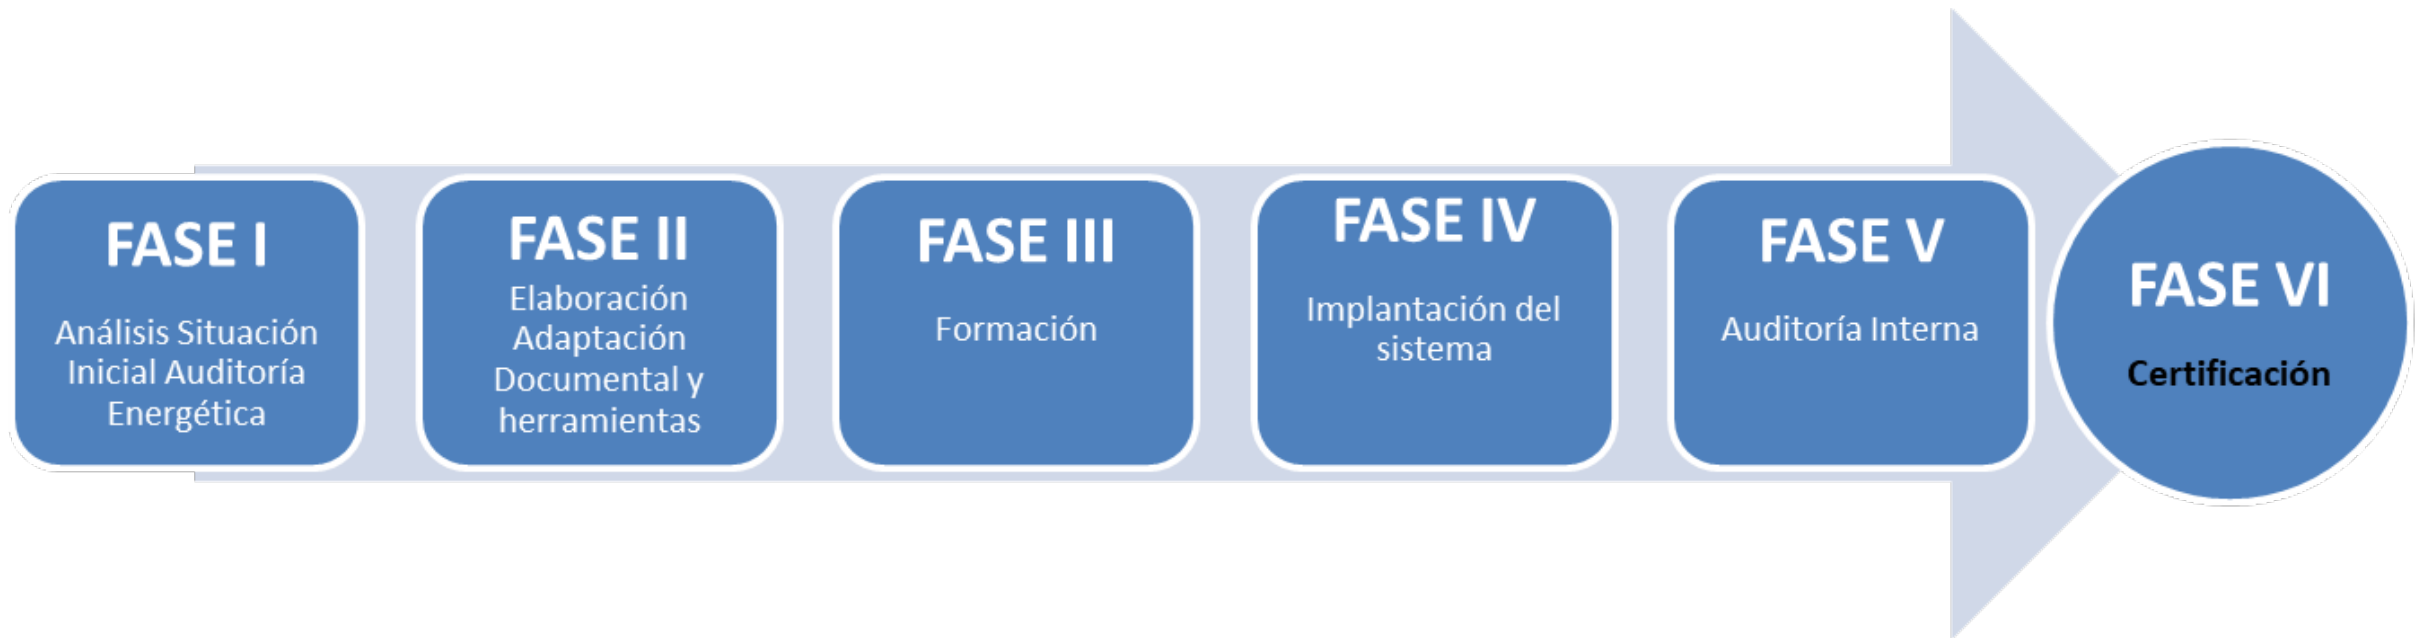 FASE I
Análisis Situación
Inicial Auditoría
Energética
FASE II
Elaboración
Adaptación
Documental y
herramientas
FASE III
Formación
FASE IV
Implantación del
sistema
FASE V
Auditoría Interna
FASE VI
Certificación